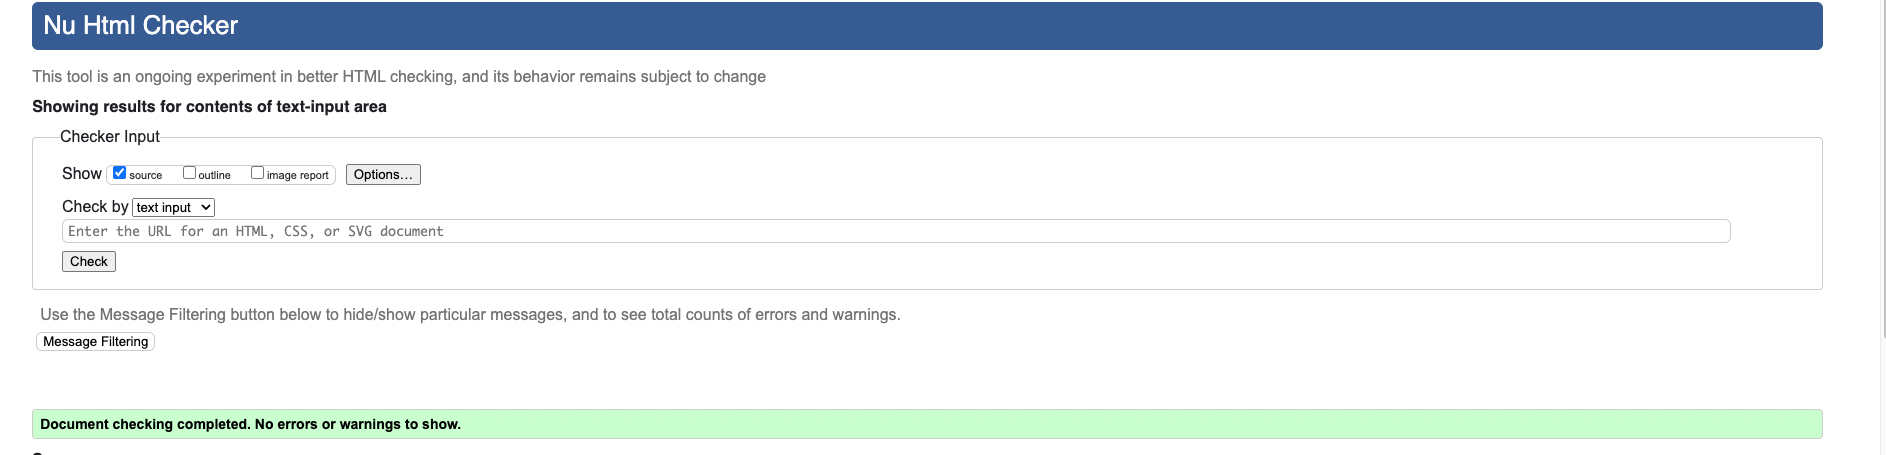 Nu Html Checker
This tool is an ongoing experiment in better HTML checking, and its behavior remains subject to change
Showing results for contents of text-input area
Checker Input
Show source outline image report Options...
Check by text input
Enter the URL for an HTML, CSS, or SVG document
Check
Use the Message Filtering button below to hide/show particular messages, and to see total counts of errors and warnings.
Message Filtering
Document checking completed. No errors or warnings to show.